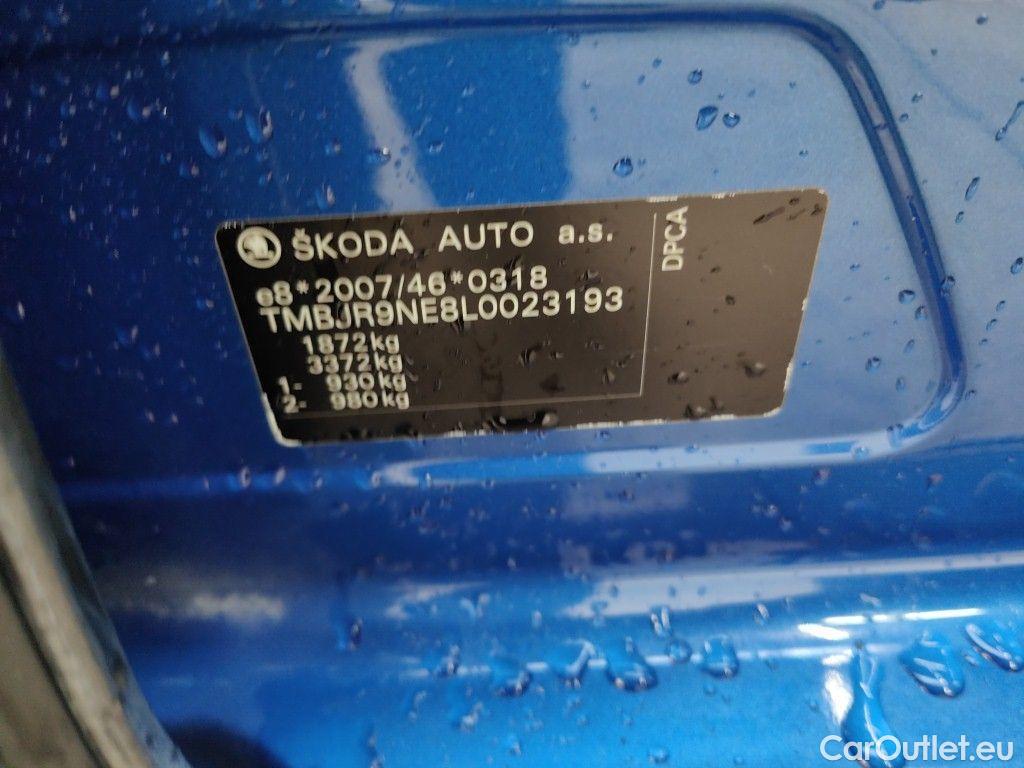 ŠKODA AUTO a.s.
e8*2007/46*0318
TMBJR9NE8L0023193
1872kg
3372kg
1- 930kg
2- 980kg
DPCA
CarOutlet.eu